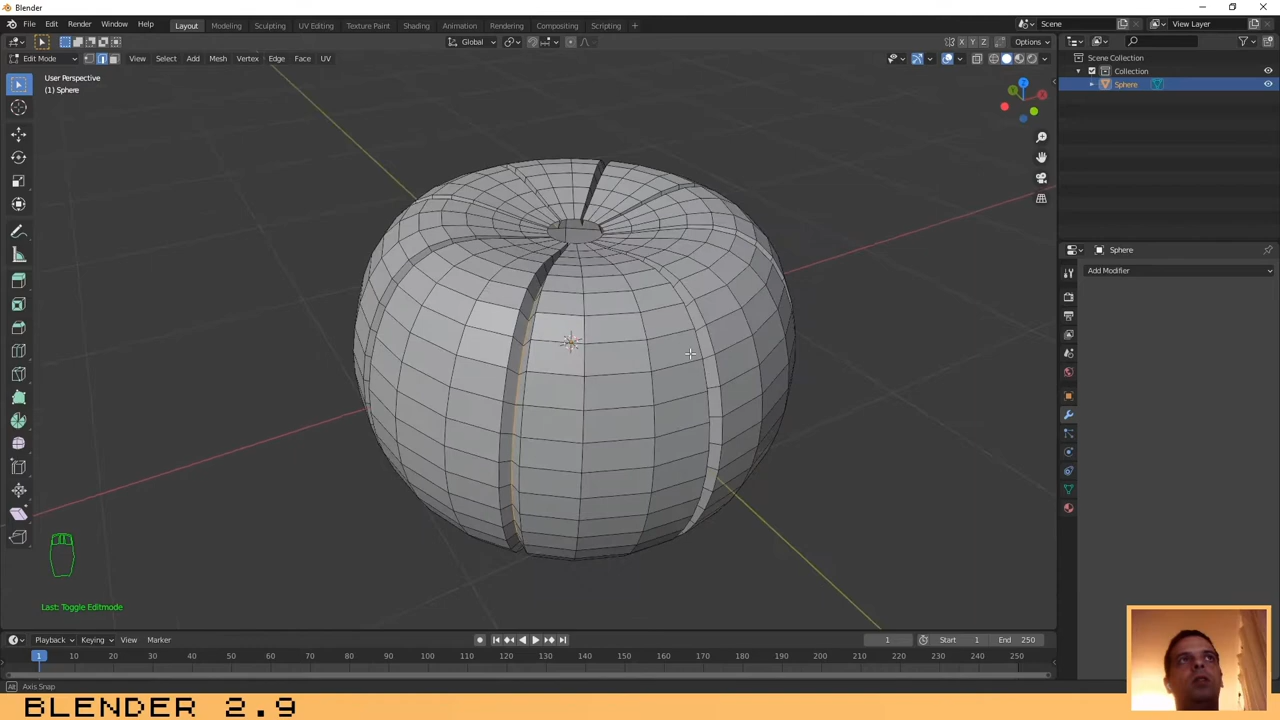 Blender
File Edit Render Window Help Layout Modeling Sculpting UV Editing Texture Paint Shading Animation Rendering Compositing Scripting + Scene View Layer
Global X Y Z Options
Edit Mode View Select Add Mesh Vertex Edge Face UV
User Perspective
(1) Sphere
Scene Collection
Collection
Sphere
Z
Y X
Sphere
Add Modifier
Last: Toggle Editmode
Playback Keying View Marker 1 Start 1 End 250
1 10 20 30 40 50 60 70 80 90 100 110 120 130 140 150 160 170 180 190 200 210 220 230 240 250
Alt Axis Snap
BLENDER 2.9